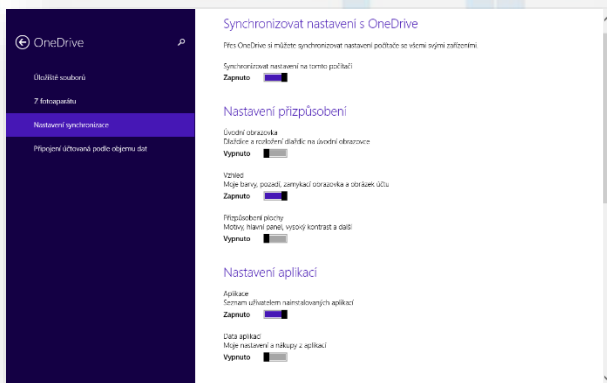 OneDrive
Úložiště souborů
Z fotoaparátu
Nastavení synchronizace
Připojení účtovaná podle objemu dat
Synchronizovat nastavení s OneDrive
Přes OneDrive si můžete synchronizovat nastavení počítače se všemi svými zařízeními.
Synchronizovat nastavení na tomto počítači
Zapnuto
Nastavení přizpůsobení
Úvodní obrazovka
Dlaždice a rozložení dlaždic na úvodní obrazovce
Vypnuto
Vzhled
Moje barvy, pozadí, zamykací obrazovka a obrázek účtu
Zapnuto
Přizpůsobení plochy
Motivy, hlavní panel, vysoký kontrast a další
Vypnuto
Nastavení aplikací
Aplikace
Seznam uživatelem nainstalovaných aplikací
Zapnuto
Data aplikací
Moje nastavení a nákupy z aplikací
Vypnuto